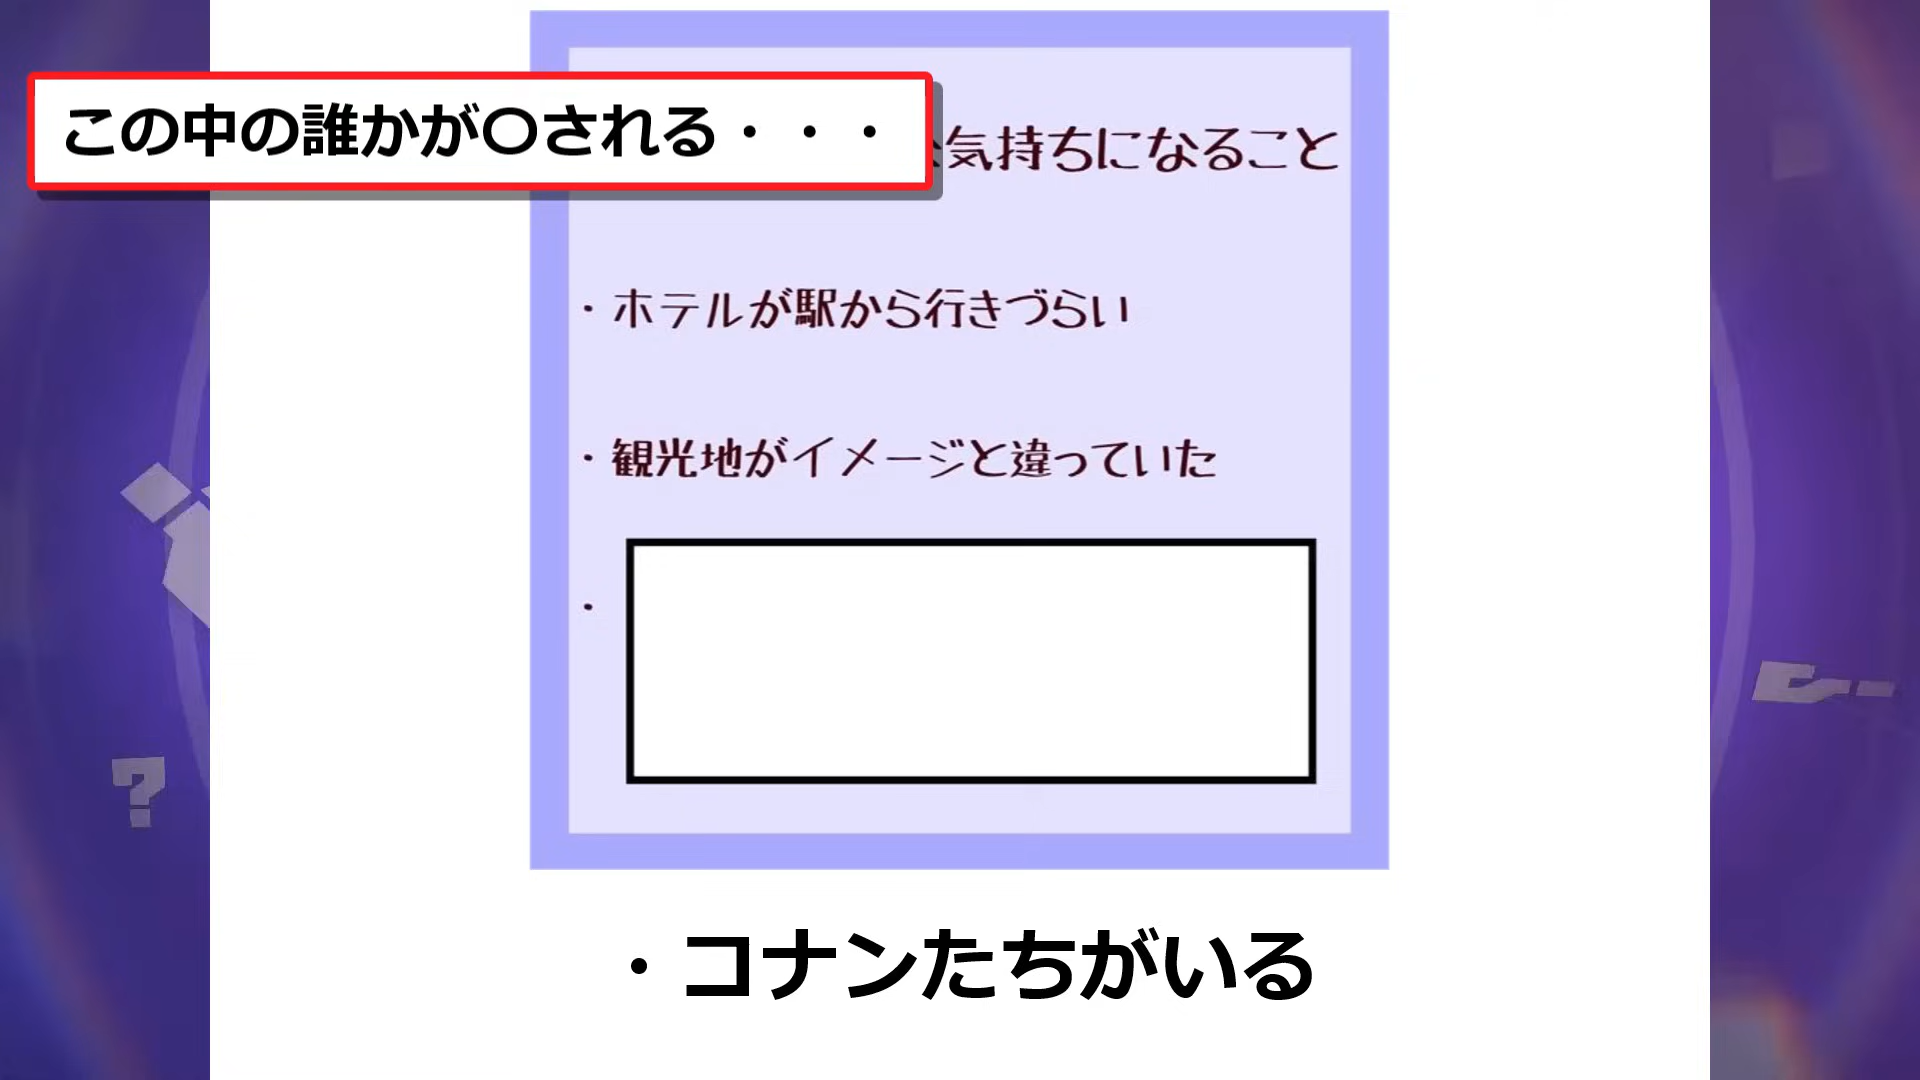 この中の誰かが〇される・・・
気持ちになること
・ホテルが駅から行きづらい
・観光地がイメージと違っていた
・
・コナンたちがいる
?